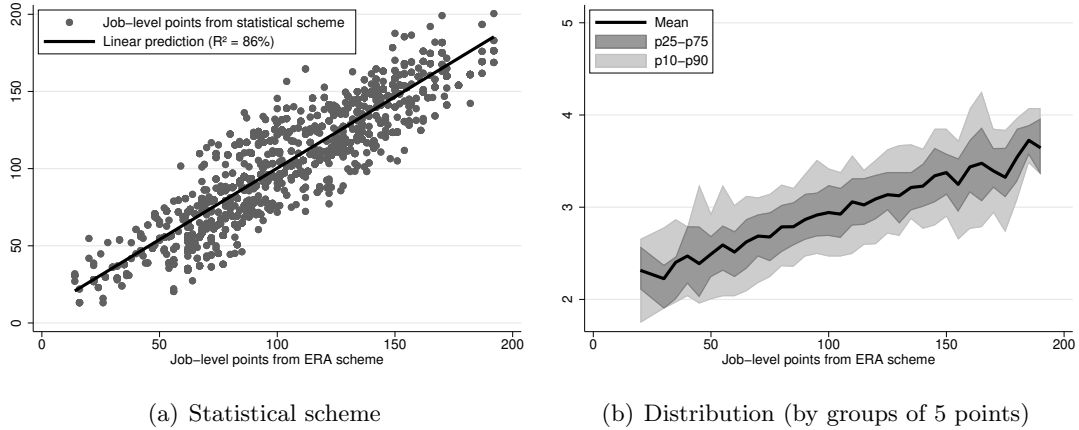 200
150
100
50
0
Job-level points from statistical scheme
Linear prediction (R² = 86%)
0 50 100 150 200
Job-level points from ERA scheme
(a) Statistical scheme
5
4
3
2
Mean
p25-p75
p10-p90
0 50 100 150 200
Job-level points from ERA scheme
(b) Distribution (by groups of 5 points)